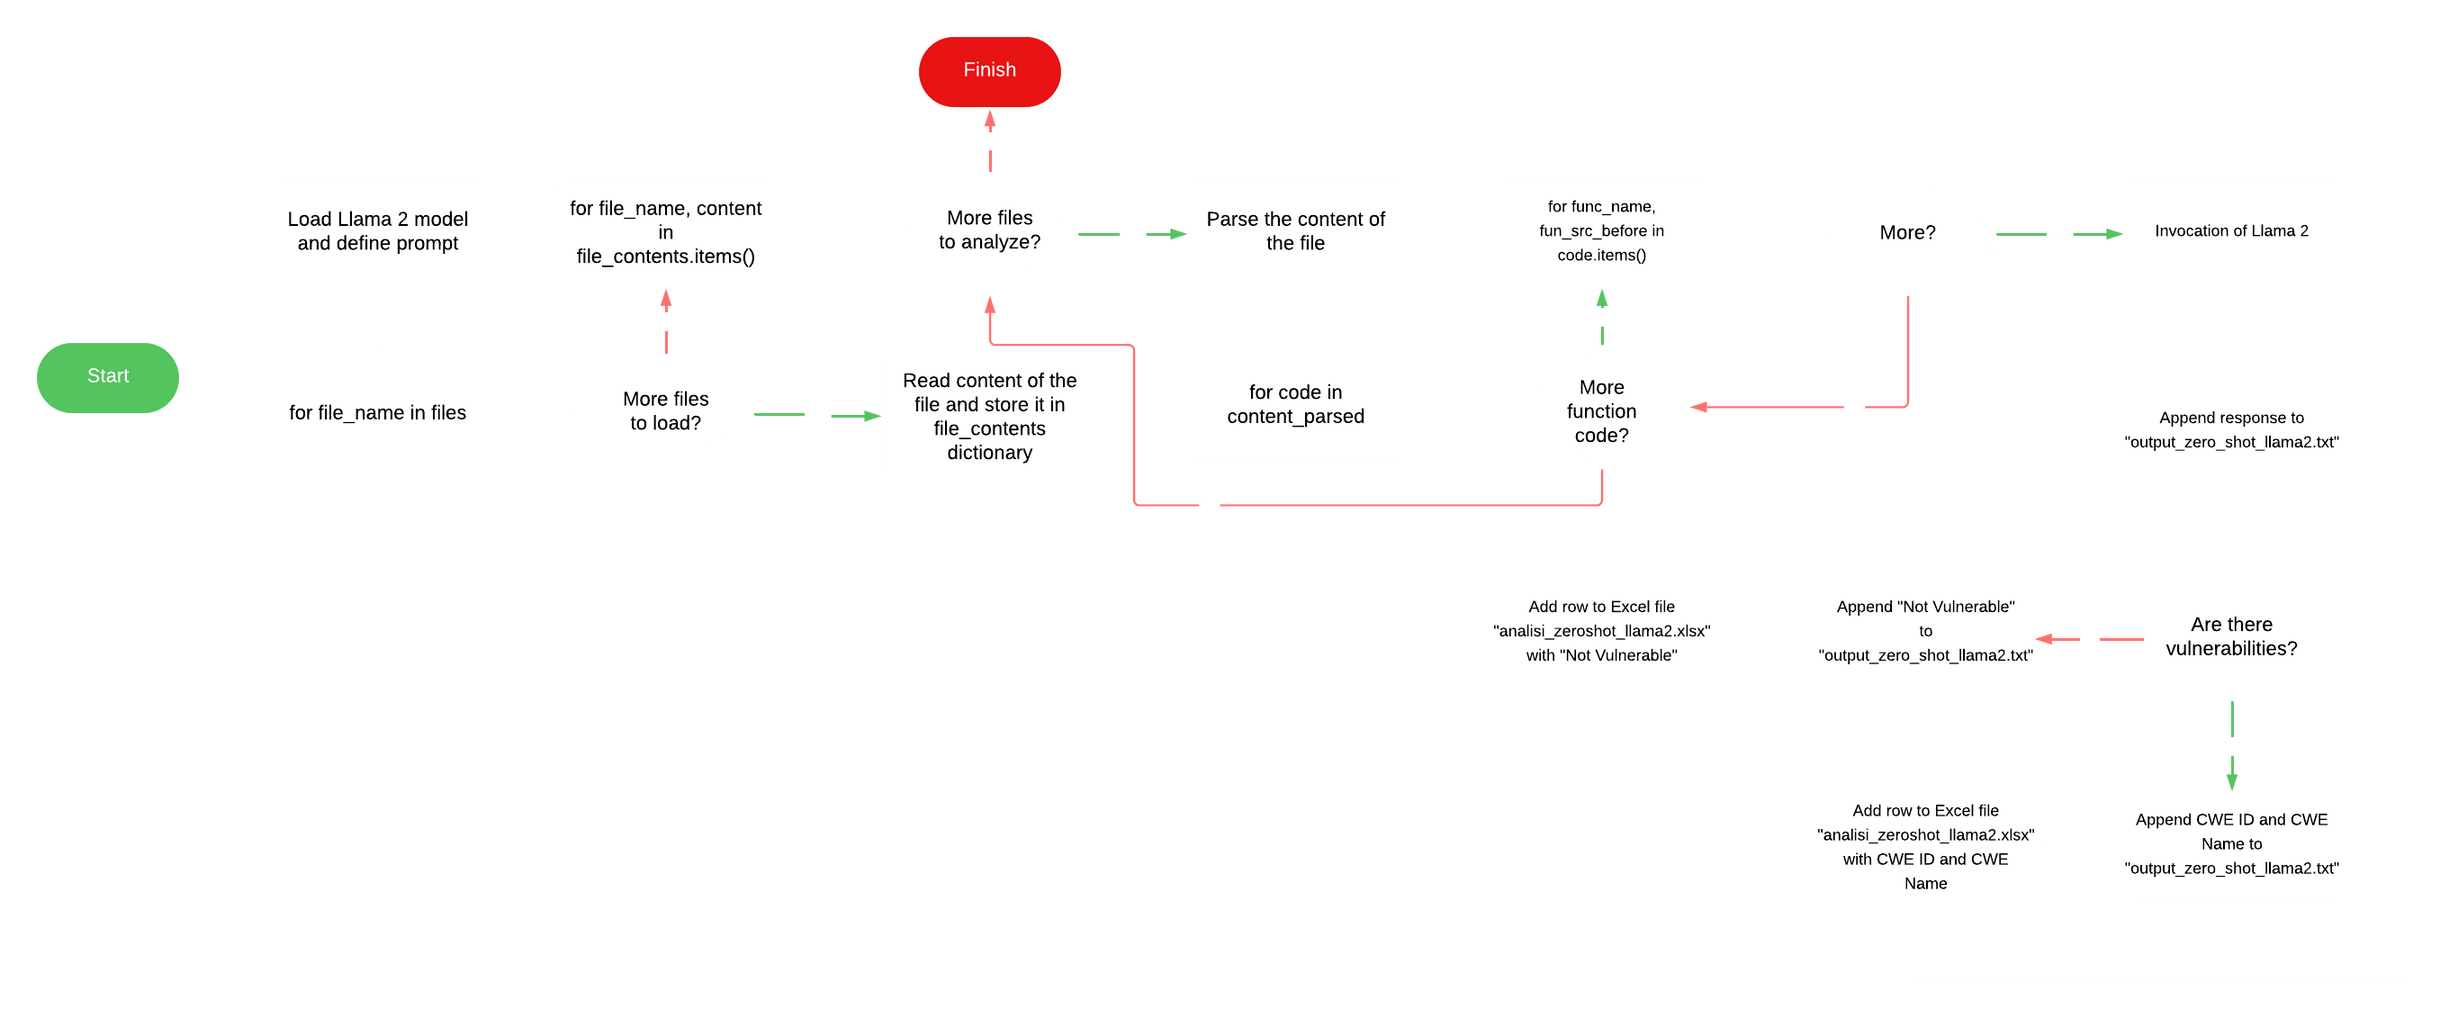 Finish
Load Llama 2 model
and define prompt
for file_name, content
in
file_contents.items()
More files
to analyze?
Parse the content of
the file
for func_name,
fun_src_before in
code.items()
More?
Invocation of Llama 2
Start
for file_name in files
More files
to load?
Read content of the
file and store it in
file_contents
dictionary
for code in
content_parsed
More
function
code?
Append response to
"output_zero_shot_llama2.txt"
Add row to Excel file
"analisi_zeroshot_llama2.xlsx"
with "Not Vulnerable"
Append "Not Vulnerable"
to
"output_zero_shot_llama2.txt"
Are there
vulnerabilities?
Add row to Excel file
"analisi_zeroshot_llama2.xlsx"
with CWE ID and CWE
Name
Append CWE ID and CWE
Name to
"output_zero_shot_llama2.txt"